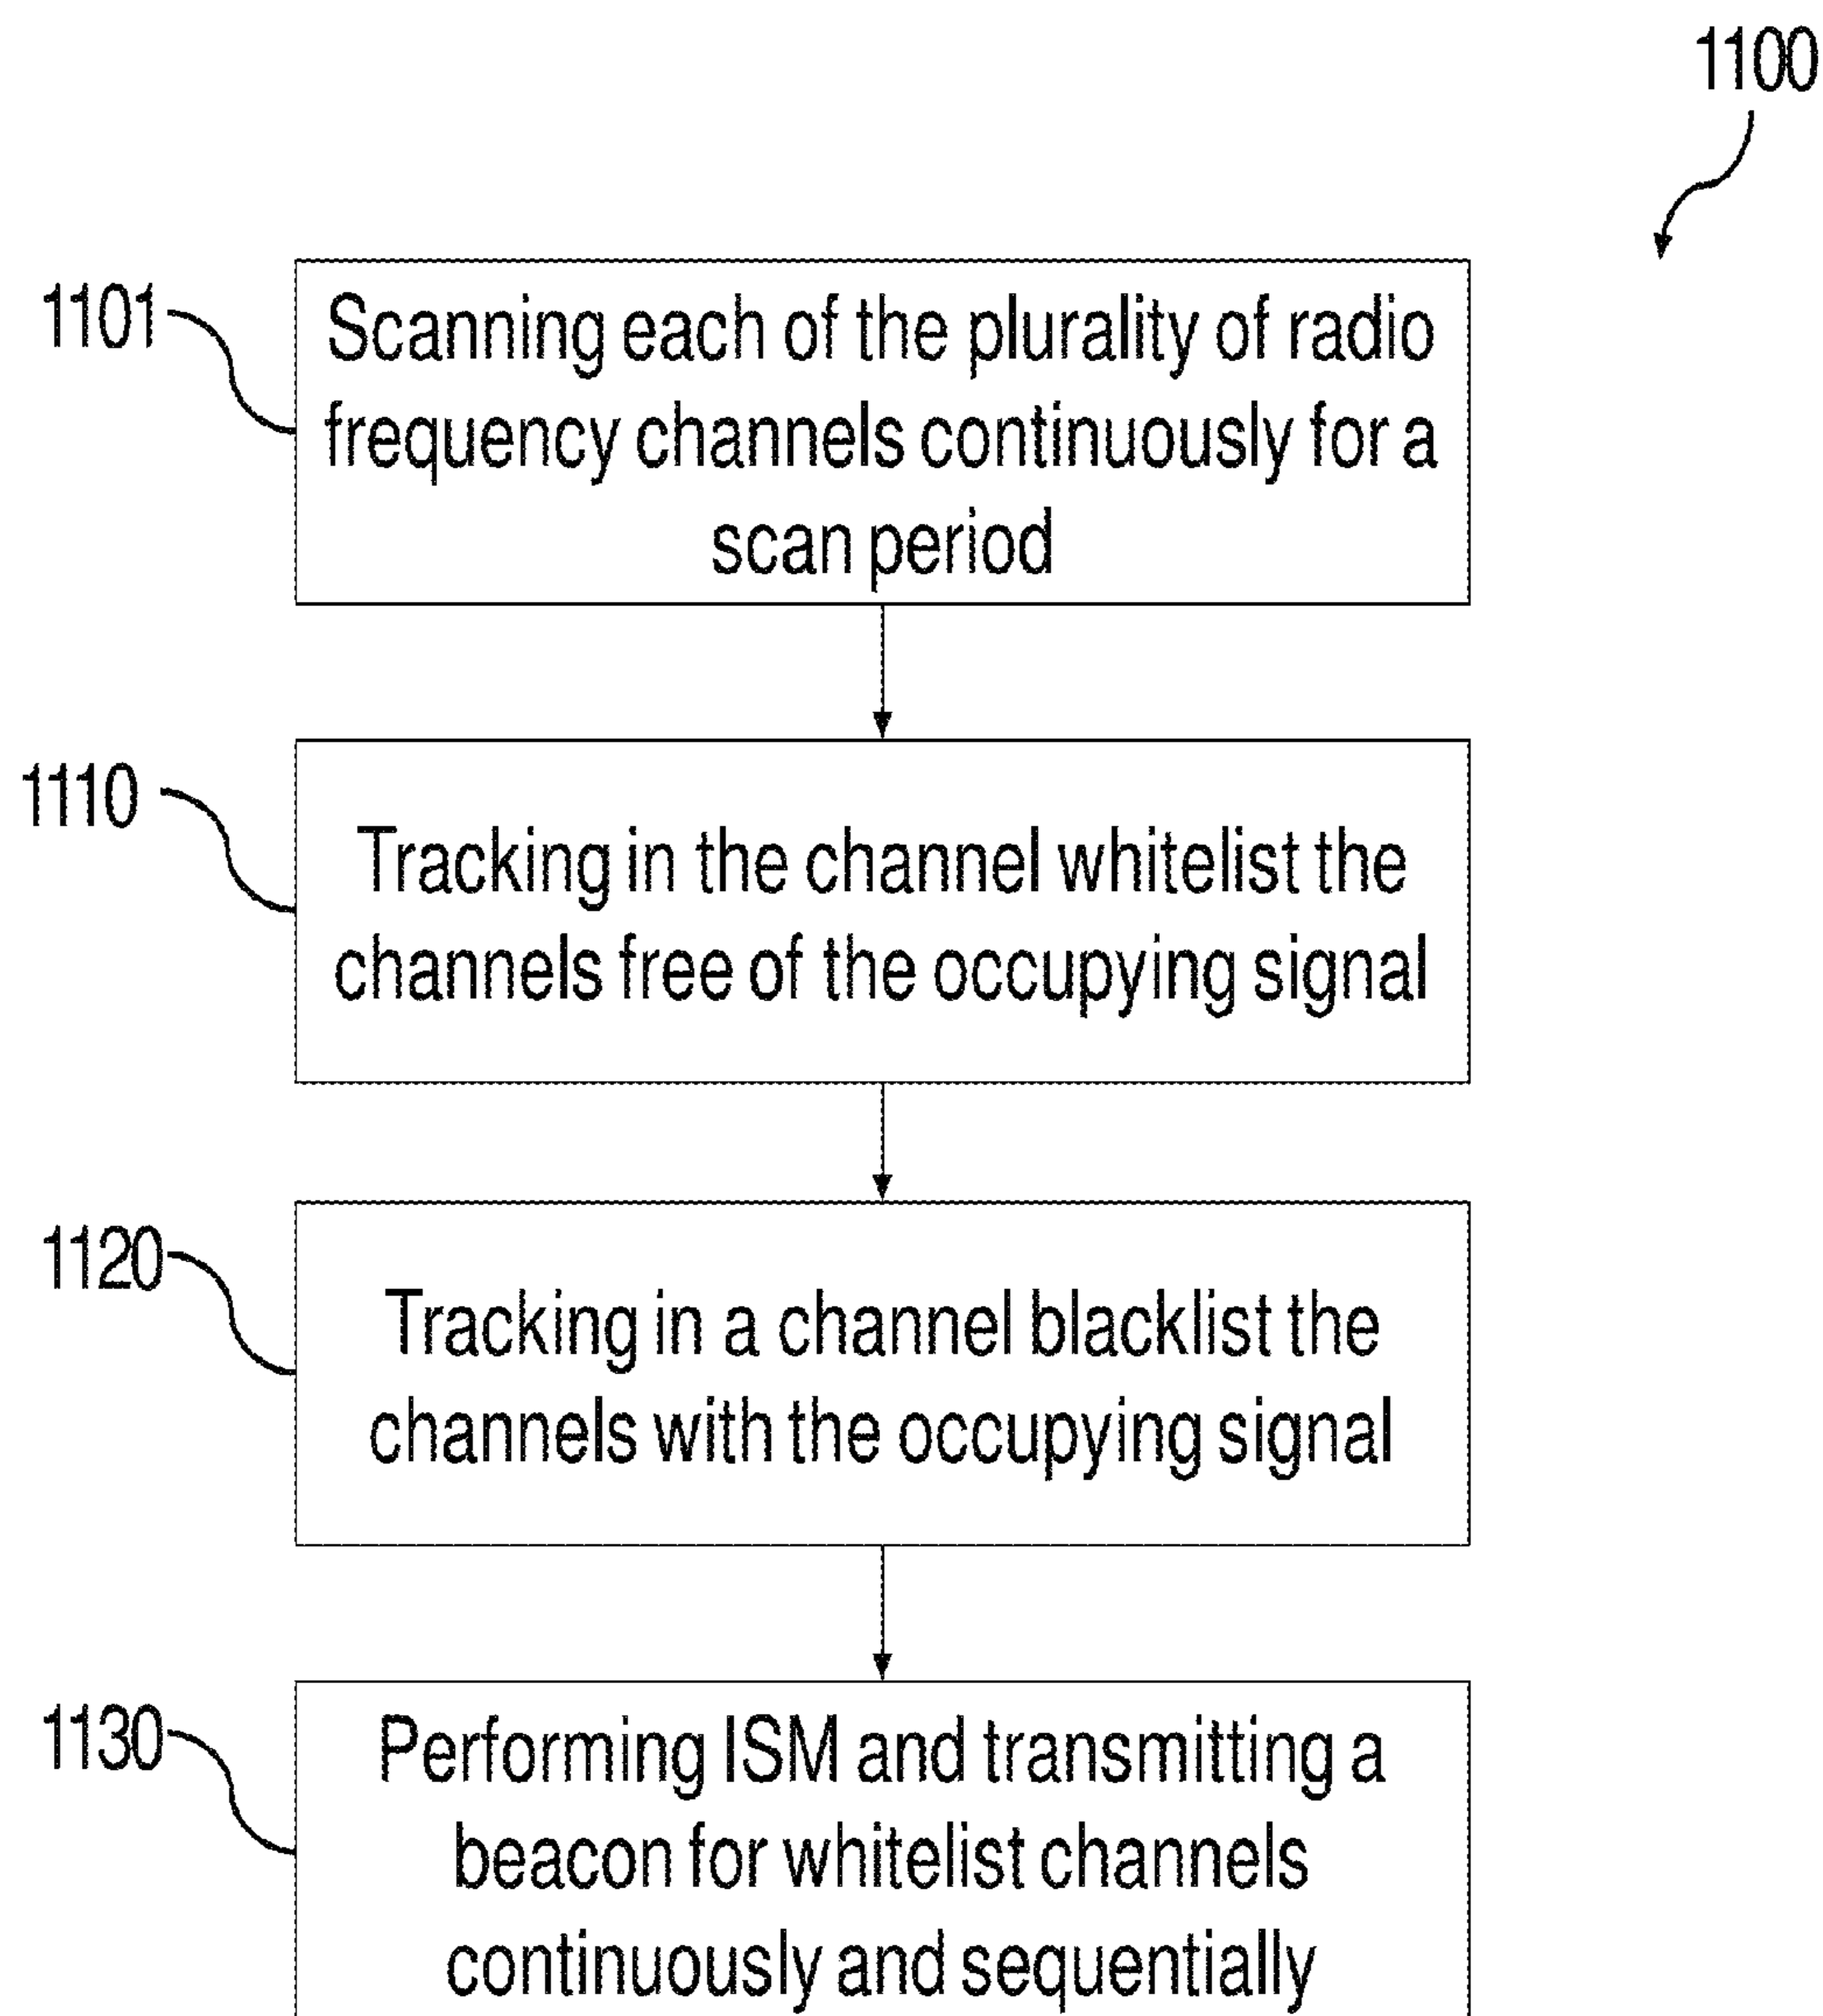 1100
1101
Scanning each of the plurality of radio
frequency channels continuously for a
scan period
1110
Tracking in the channel whitelist the
channels free of the occupying signal
1120
Tracking in a channel blacklist the
channels with the occupying signal
1130
Performing ISM and transmitting a
beacon for whitelist channels
continuously and sequentially